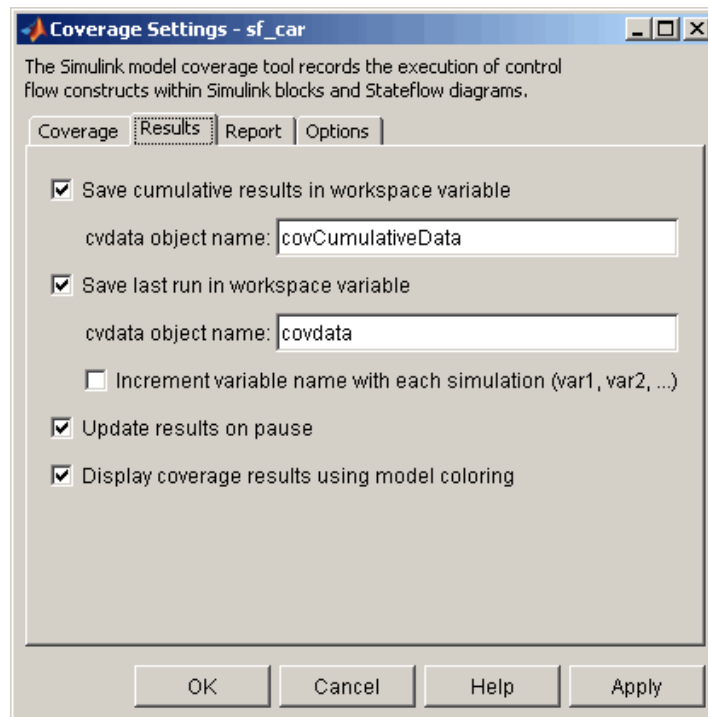 Coverage Settings - sf_car
The Simulink model coverage tool records the execution of control
flow constructs within Simulink blocks and Stateflow diagrams.
Coverage Results Report Options
Save cumulative results in workspace variable
cvdata object name: covCumulativeData
Save last run in workspace variable
cvdata object name: covdata
Increment variable name with each simulation (var1, var2, ...)
Update results on pause
Display coverage results using model coloring
OK Cancel Help Apply